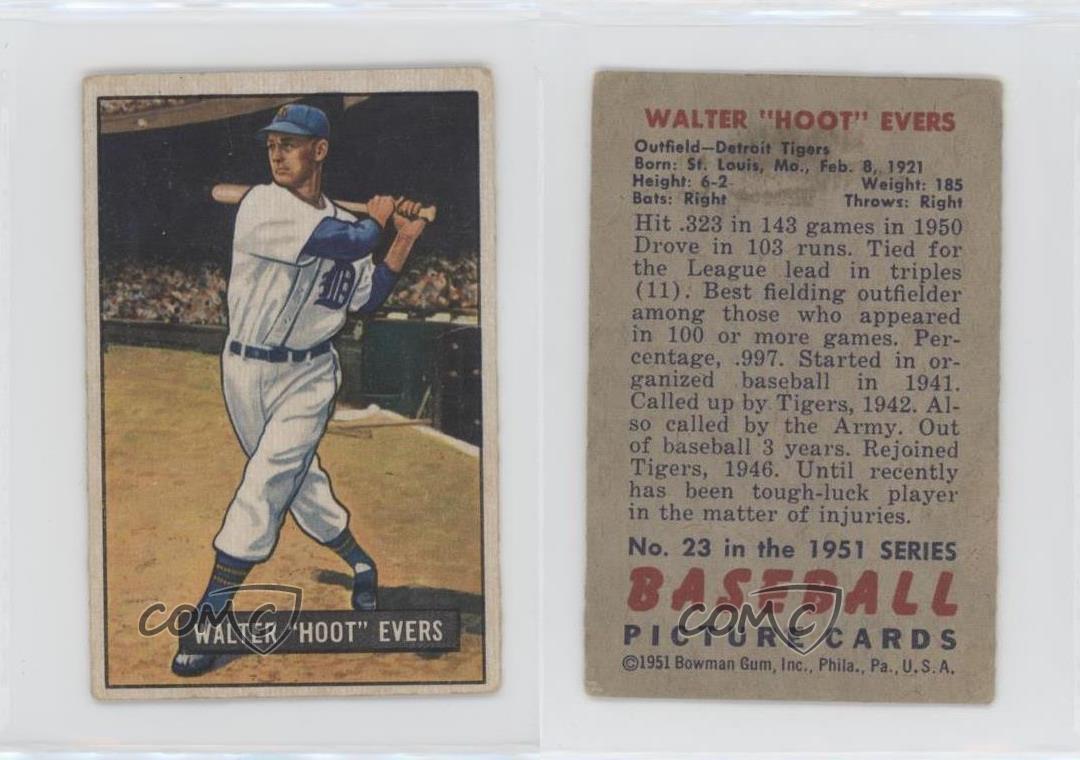 D
COMC
WALTER "HOOT" EVERS
WALTER "HOOT" EVERS
Outfield—Detroit Tigers
Born: St. Louis, Mo., Feb. 8, 1921
Height: 6-2 Weight: 185
Bats: Right Throws: Right
Hit .323 in 143 games in 1950
Drove in 103 runs. Tied for
the League lead in triples
(11). Best fielding outfielder
among those who appeared
in 100 or more games. Per-
centage, .997. Started in or-
ganized baseball in 1941.
Called up by Tigers, 1942. Al-
so called by the Army. Out
of baseball 3 years. Rejoined
Tigers, 1946. Until recently
has been tough-luck player
in the matter of injuries.
No. 23 in the 1951 SERIES
BASEBALL
COMC
PICTURE CARDS
©1951 Bowman Gum, Inc., Phila., Pa., U.S.A.